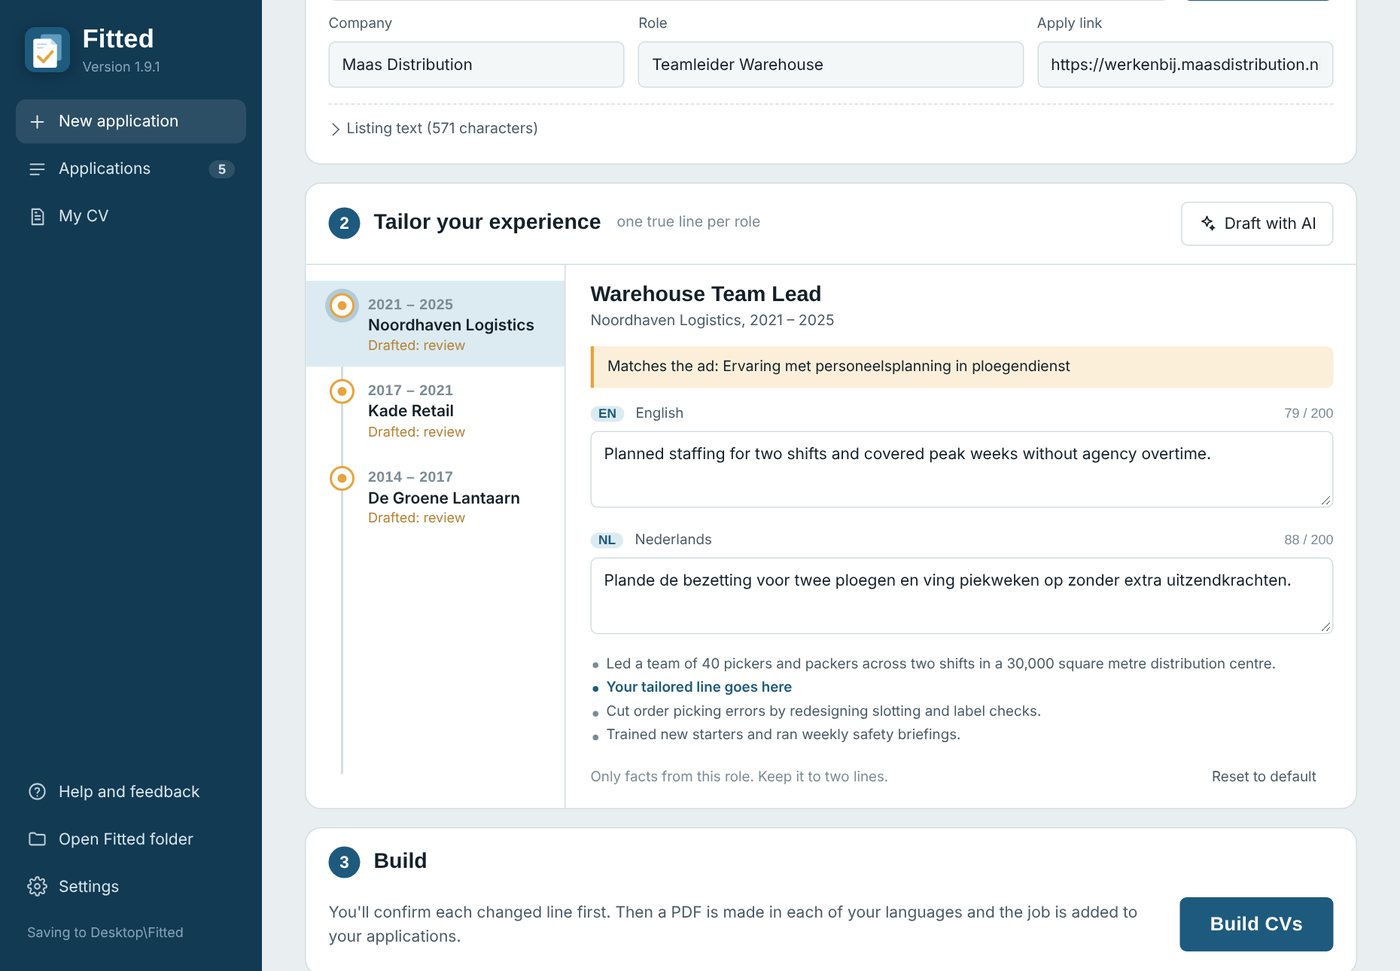 Fitted
Version 1.9.1
New application
Applications 5
My CV
Help and feedback
Open Fitted folder
Settings
Saving to Desktop\Fitted
Company Role Apply link
Maas Distribution Teamleider Warehouse https://werkenbij.maasdistribution.n
Listing text (571 characters)
2 Tailor your experience one true line per role Draft with AI
2021 – 2025
Noordhaven Logistics
Drafted: review
2017 – 2021
Kade Retail
Drafted: review
2014 – 2017
De Groene Lantaarn
Drafted: review
Warehouse Team Lead
Noordhaven Logistics, 2021 – 2025
Matches the ad: Ervaring met personeelsplanning in ploegendienst
EN English 79 / 200
Planned staffing for two shifts and covered peak weeks without agency overtime.
NL Nederlands 88 / 200
Plande de bezetting voor twee ploegen en ving piekweken op zonder extra uitzendkrachten.
Led a team of 40 pickers and packers across two shifts in a 30,000 square metre distribution centre.
Your tailored line goes here
Cut order picking errors by redesigning slotting and label checks.
Trained new starters and ran weekly safety briefings.
Only facts from this role. Keep it to two lines. Reset to default
3 Build
You'll confirm each changed line first. Then a PDF is made in each of your languages and the job is added to
your applications.
Build CVs